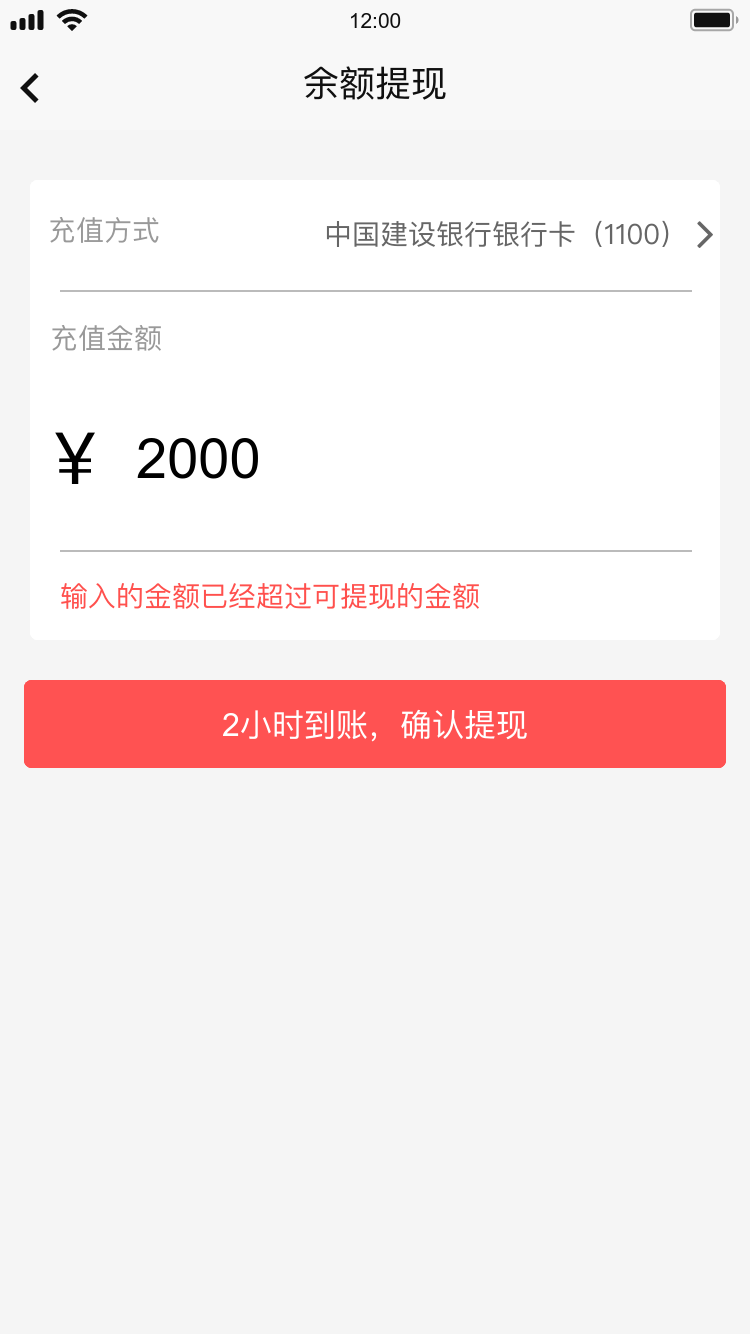 12:00
余额提现
充值方式 中国建设银行银行卡（1100）
充值金额
¥ 2000
输入的金额已经超过可提现的金额
2小时到账，确认提现